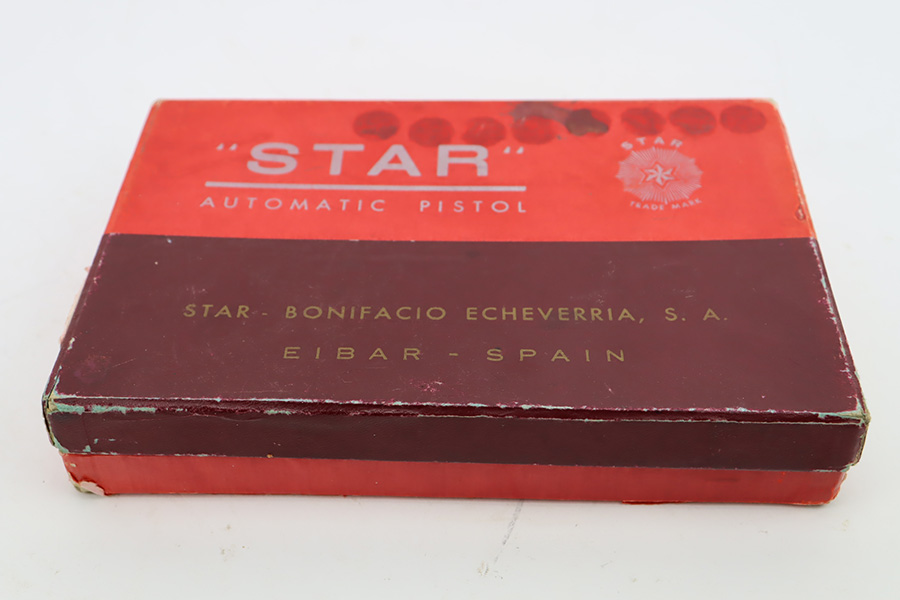 "STAR"
AUTOMATIC PISTOL
STAR
TRADE MARK
STAR - BONIFACIO ECHEVERRIA, S. A.
EIBAR - SPAIN